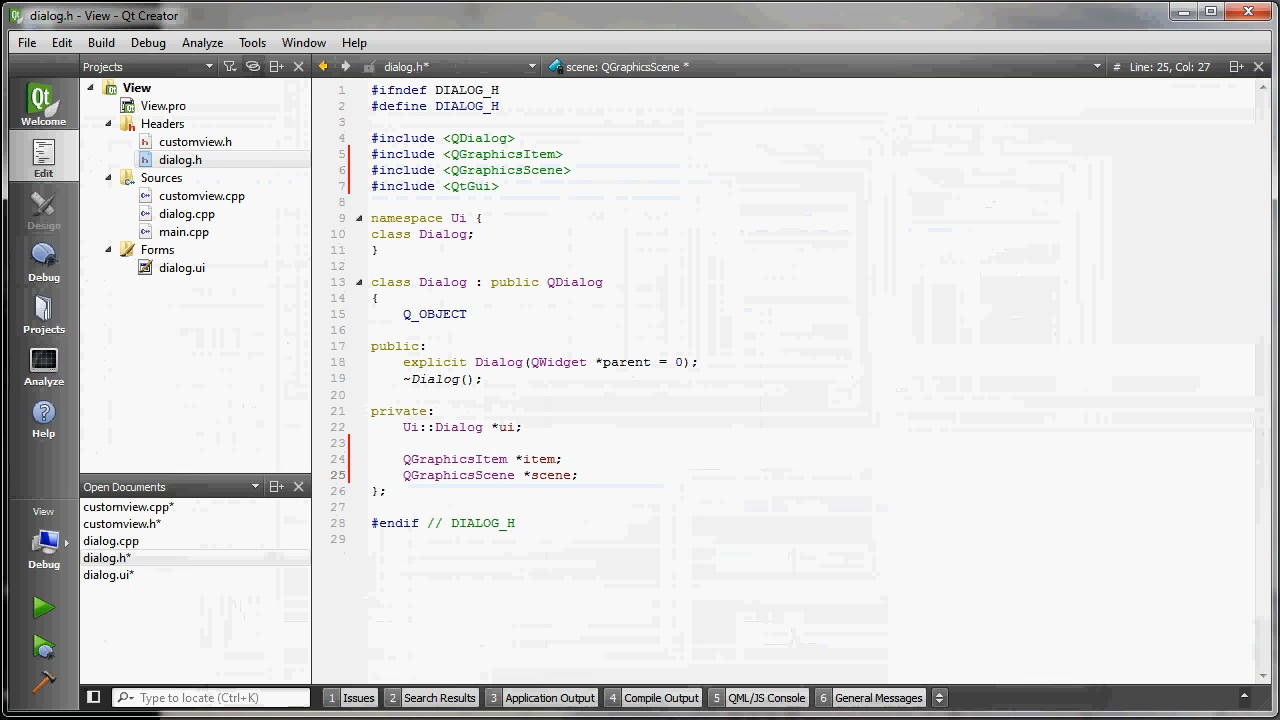 dialog.h - View - Qt Creator
File Edit Build Debug Analyze Tools Window Help
Projects
dialog.h*
scene: QGraphicsScene *
# Line: 25, Col: 27
Qt
Welcome
Edit
Design
Debug
Projects
Analyze
Help
View
Debug
View
View.pro
Headers
customview.h
dialog.h
Sources
customview.cpp
dialog.cpp
main.cpp
Forms
dialog.ui
Open Documents
customview.cpp*
customview.h*
dialog.cpp
dialog.h*
dialog.ui*
1 #ifndef DIALOG_H
2 #define DIALOG_H
3
4 #include <QDialog>
5 #include <QGraphicsItem>
6 #include <QGraphicsScene>
7 #include <QtGui>
8
9 namespace Ui {
10 class Dialog;
11 }
12
13 class Dialog : public QDialog
14 {
15 Q_OBJECT
16
17 public:
18 explicit Dialog(QWidget *parent = 0);
19 ~Dialog();
20
21 private:
22 Ui::Dialog *ui;
23
24 QGraphicsItem *item;
25 QGraphicsScene *scene;
26 };
27
28 #endif // DIALOG_H
29
Type to locate (Ctrl+K)
1 Issues
2 Search Results
3 Application Output
4 Compile Output
5 QML/JS Console
6 General Messages